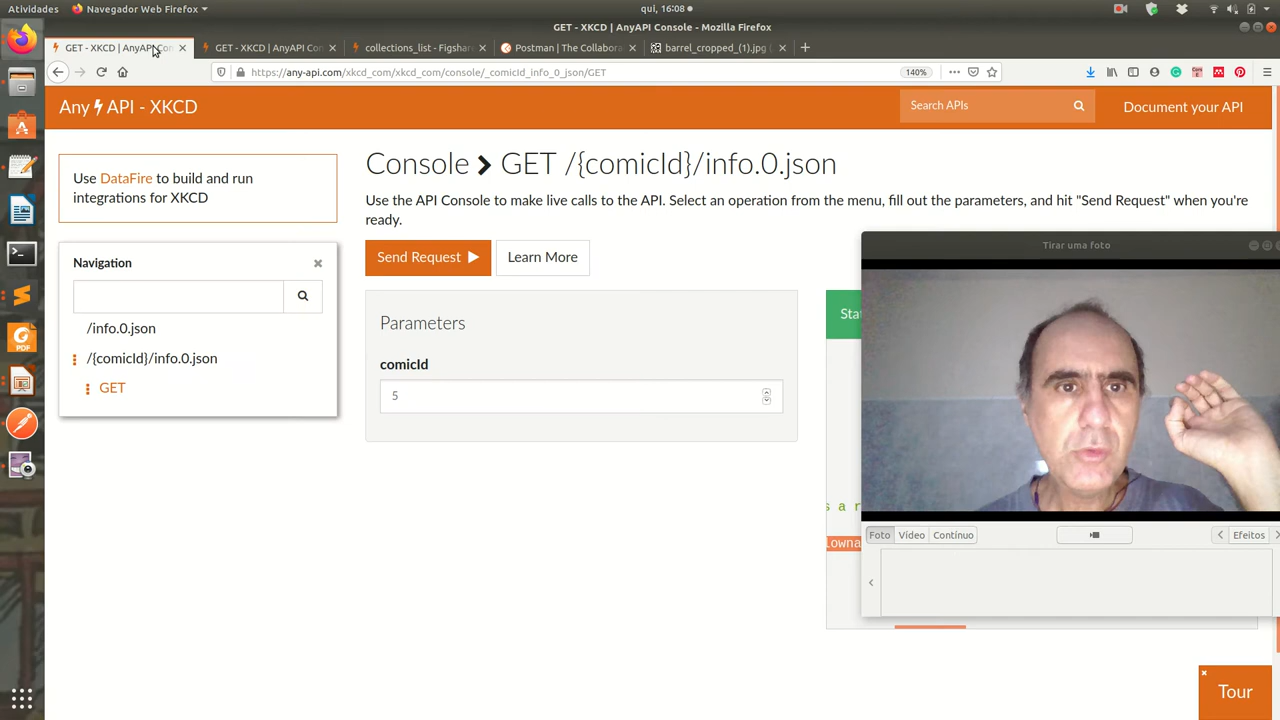 Atividades
Navegador Web Firefox
qui, 16:08
GET - XKCD | AnyAPI Console - Mozilla Firefox
GET - XKCD | AnyAPI Con
GET - XKCD | AnyAPI Con
collections_list - Figshar
Postman | The Collabora
barrel_cropped_(1).jpg (
https://any-api.com/xkcd_com/xkcd_com/console/_comicId_info_0_json/GET
140%
Any API - XKCD
Search APIs
Document your API
Use DataFire to build and run
integrations for XKCD
Navigation
/info.0.json
/{comicId}/info.0.json
GET
Console > GET /{comicId}/info.0.json
Use the API Console to make live calls to the API. Select an operation from the menu, fill out the parameters, and hit "Send Request" when you're
ready.
Send Request
Learn More
Parameters
comicId
5
Sta
s a r
lowna
Tirar uma foto
Foto
Vídeo
Contínuo
Efeitos
Tour